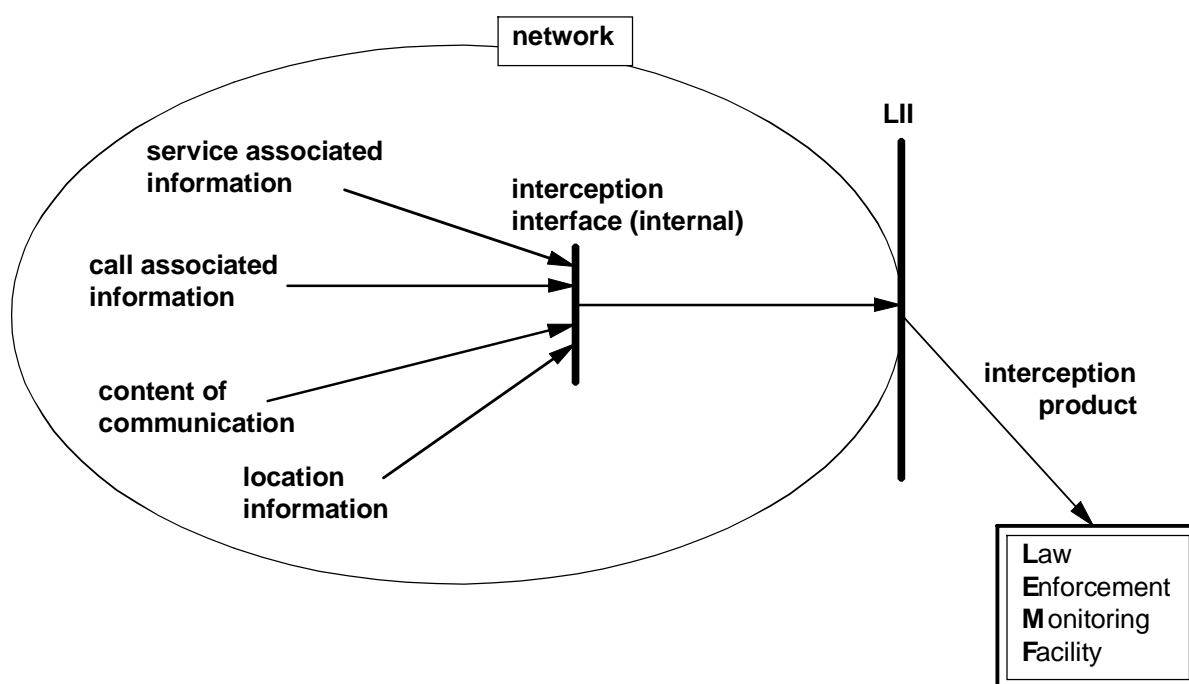 network
LII
service associated
information
interception
interface (internal)
call associated
information
content of
communication
location
information
interception
product
Law
Enforcement
Monitoring
Facility